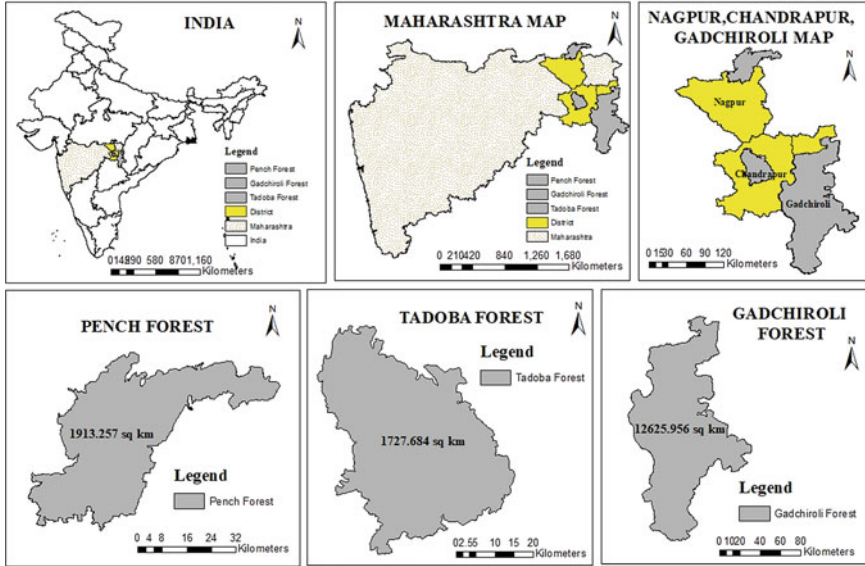 INDIA
N
Legend
Pench Forest
Gadchiroli Forest
Tadoba Forest
District
Maharashtra
India
0145290 580 8701,160
Kilometers
MAHARASHTRA MAP
N
Legend
Pench Forest
Gadchiroli Forest
Tadoba Forest
District
Maharashtra
0 210420 840 1,260 1,680
Kilometers
NAGPUR,CHANDRAPUR,
GADCHIROLI MAP
N
Nagpur
Chandrapur
Gadchiroli
0 1530 60 90 120
Kilometers
PENCH FOREST
N
1913.257 sq km
Legend
Pench Forest
0 4 8 16 24 32
Kilometers
TADOBA FOREST
N
Legend
Tadoba Forest
1727.684 sq km
02.55 10 15 20
Kilometers
GADCHIROLI
FOREST
N
12625.956 sq km
Legend
Gadchiroli Forest
0 1020 40 60 80
Kilometers